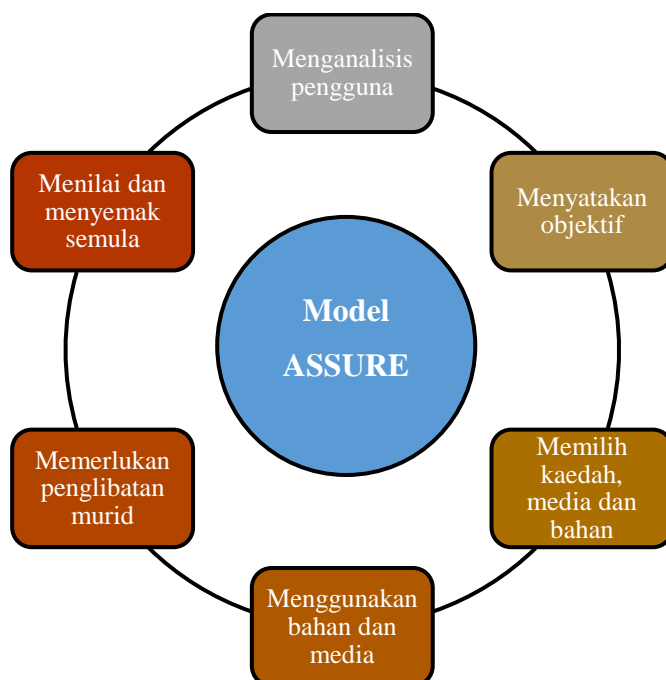 Menganalisis
pengguna
Menyatakan
objektif
Memilih
kaedah,
media dan
bahan
Menggunakan
bahan dan
media
Memerlukan
penglibatan
murid
Menilai dan
menyemak
semula
Model
ASSURE